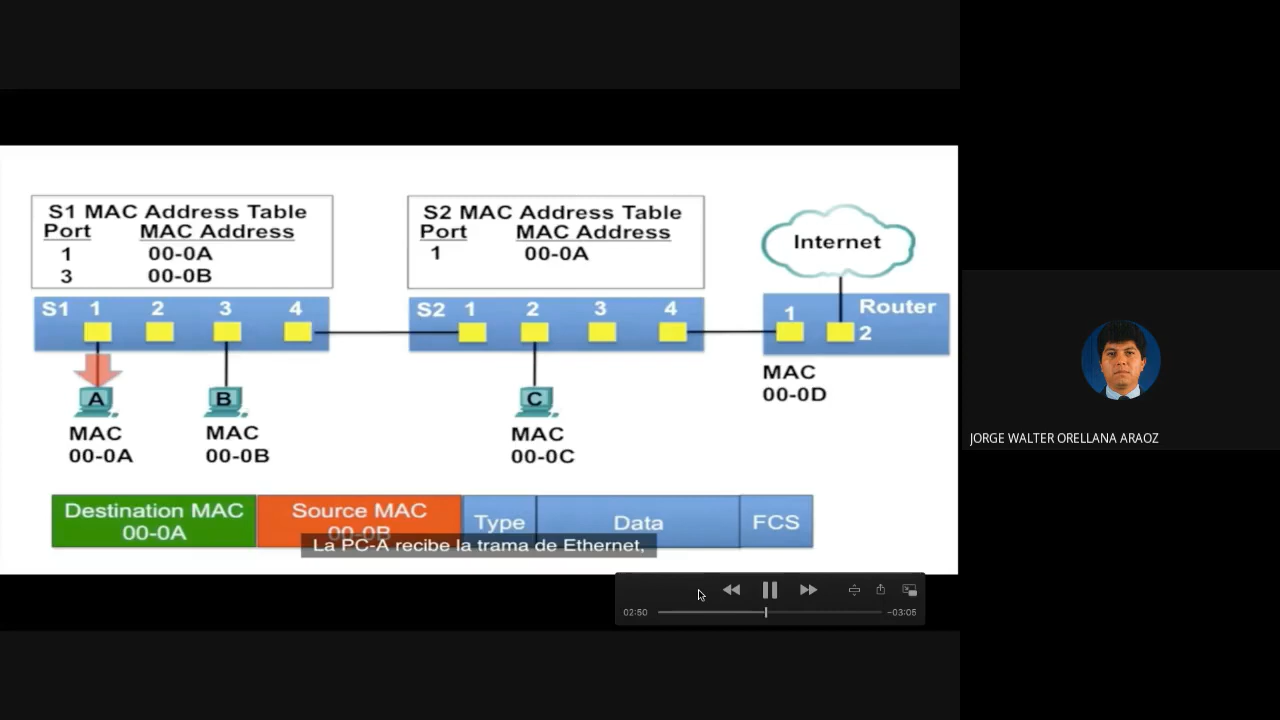 S1 MAC Address Table
Port MAC Address
1 00-0A
3 00-0B
S2 MAC Address Table
Port MAC Address
1 00-0A
Internet
S1 1 2 3 4
S2 1 2 3 4
1 Router
2
A
B
C
MAC
00-0A
MAC
00-0B
MAC
00-0C
MAC
00-0D
Destination MAC
00-0A
Source MAC
00-0B
Type
Data
FCS
La PC-A recibe la trama de Ethernet,
02:50
−03:05
JORGE WALTER ORELLANA ARAOZ